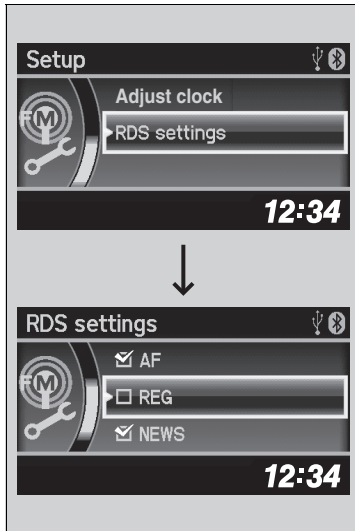 Setup
Adjust clock
RDS settings
12:34
RDS settings
AF
REG
NEWS
12:34